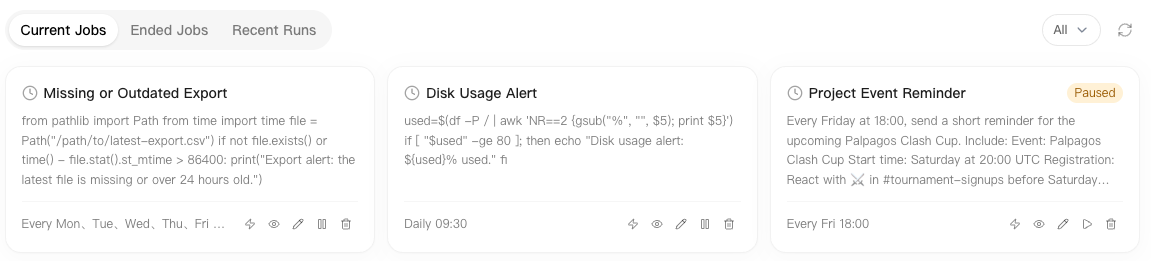 Current Jobs
Ended Jobs
Recent Runs
All
Missing or Outdated Export
from pathlib import Path from time import time file =
Path("/path/to/latest-export.csv") if not file.exists() or
time() - file.stat().st_mtime > 86400: print("Export alert: the
latest file is missing or over 24 hours old.")
Every Mon、Tue、Wed、Thu、Fri ...
Disk Usage Alert
used=$(df -P / | awk 'NR==2 {gsub("%", "", $5); print $5}')
if [ "$used" -ge 80 ]; then echo "Disk usage alert:
${used}% used." fi
Daily 09:30
Project Event Reminder
Paused
Every Friday at 18:00, send a short reminder for the
upcoming Palpagos Clash Cup. Include: Event: Palpagos
Clash Cup Start time: Saturday at 20:00 UTC Registration:
React with ⚔️ in #tournament-signups before Saturday...
Every Fri 18:00